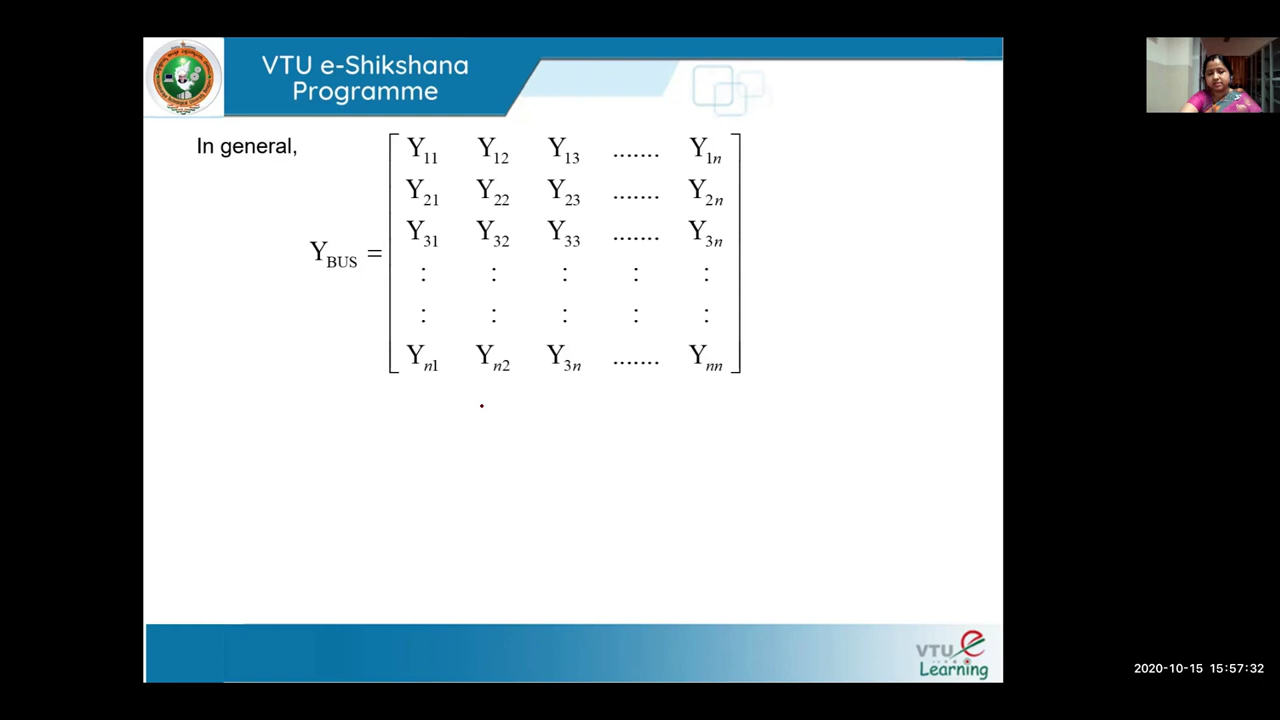 VTU e-Shikshana
Programme
In general,
Y11 Y12 Y13 ....... Y1n
Y21 Y22 Y23 ....... Y2n
Y31 Y32 Y33 ....... Y3n
YBUS =
: : : : :
: : : : :
Yn1 Yn2 Y3n ....... Ynn
VTU e
Learning
2020-10-15 15:57:32